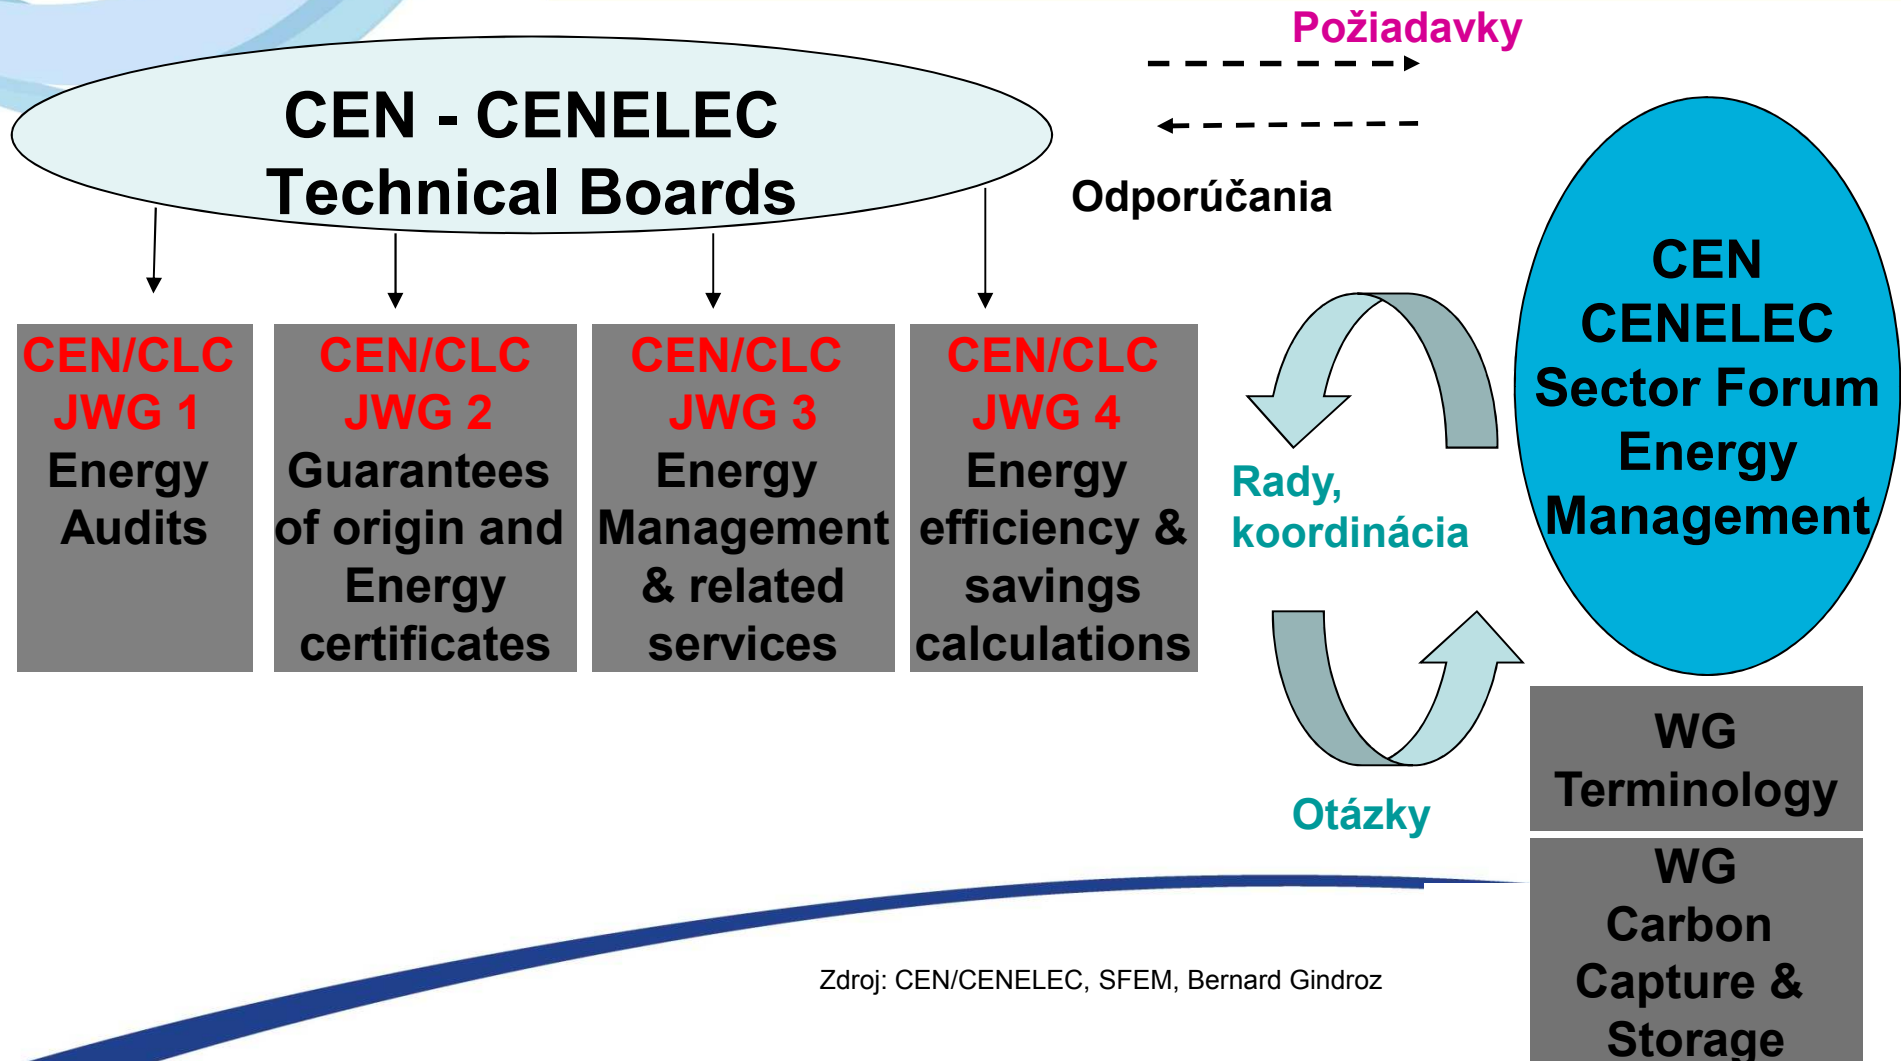 Požiadavky
CEN - CENELEC
Technical Boards
Odporúčania
CEN/CLC
JWG 1
Energy
Audits
CEN/CLC
JWG 2
Guarantees
of origin and
Energy
certificates
CEN/CLC
JWG 3
Energy
Management
& related
services
CEN/CLC
JWG 4
Energy
efficiency &
savings
calculations
Rady,
koordinácia
Otázky
CEN
CENELEC
Sector Forum
Energy
Management
WG
Terminology
WG
Carbon
Capture &
Storage
Zdroj: CEN/CENELEC, SFEM, Bernard Gindroz